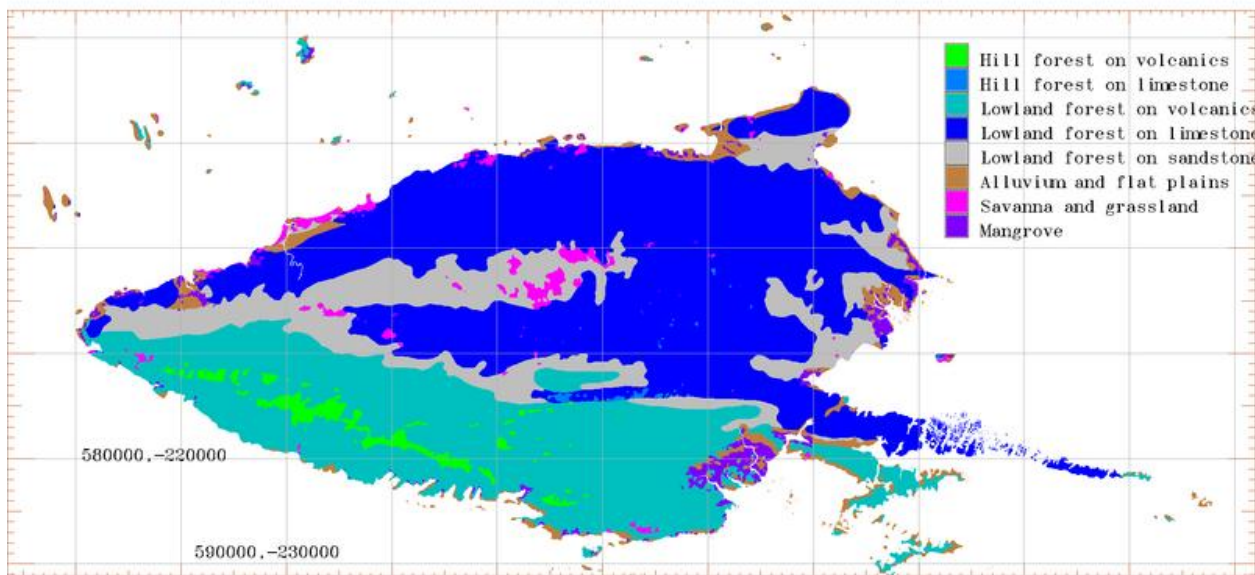 Hill forest on volcanics
Hill forest on limestone
Lowland forest on volcanics
Lowland forest on limestone
Lowland forest on sandstone
Alluvium and flat plains
Savanna and grassland
Mangrove
580000,-220000
590000,-230000